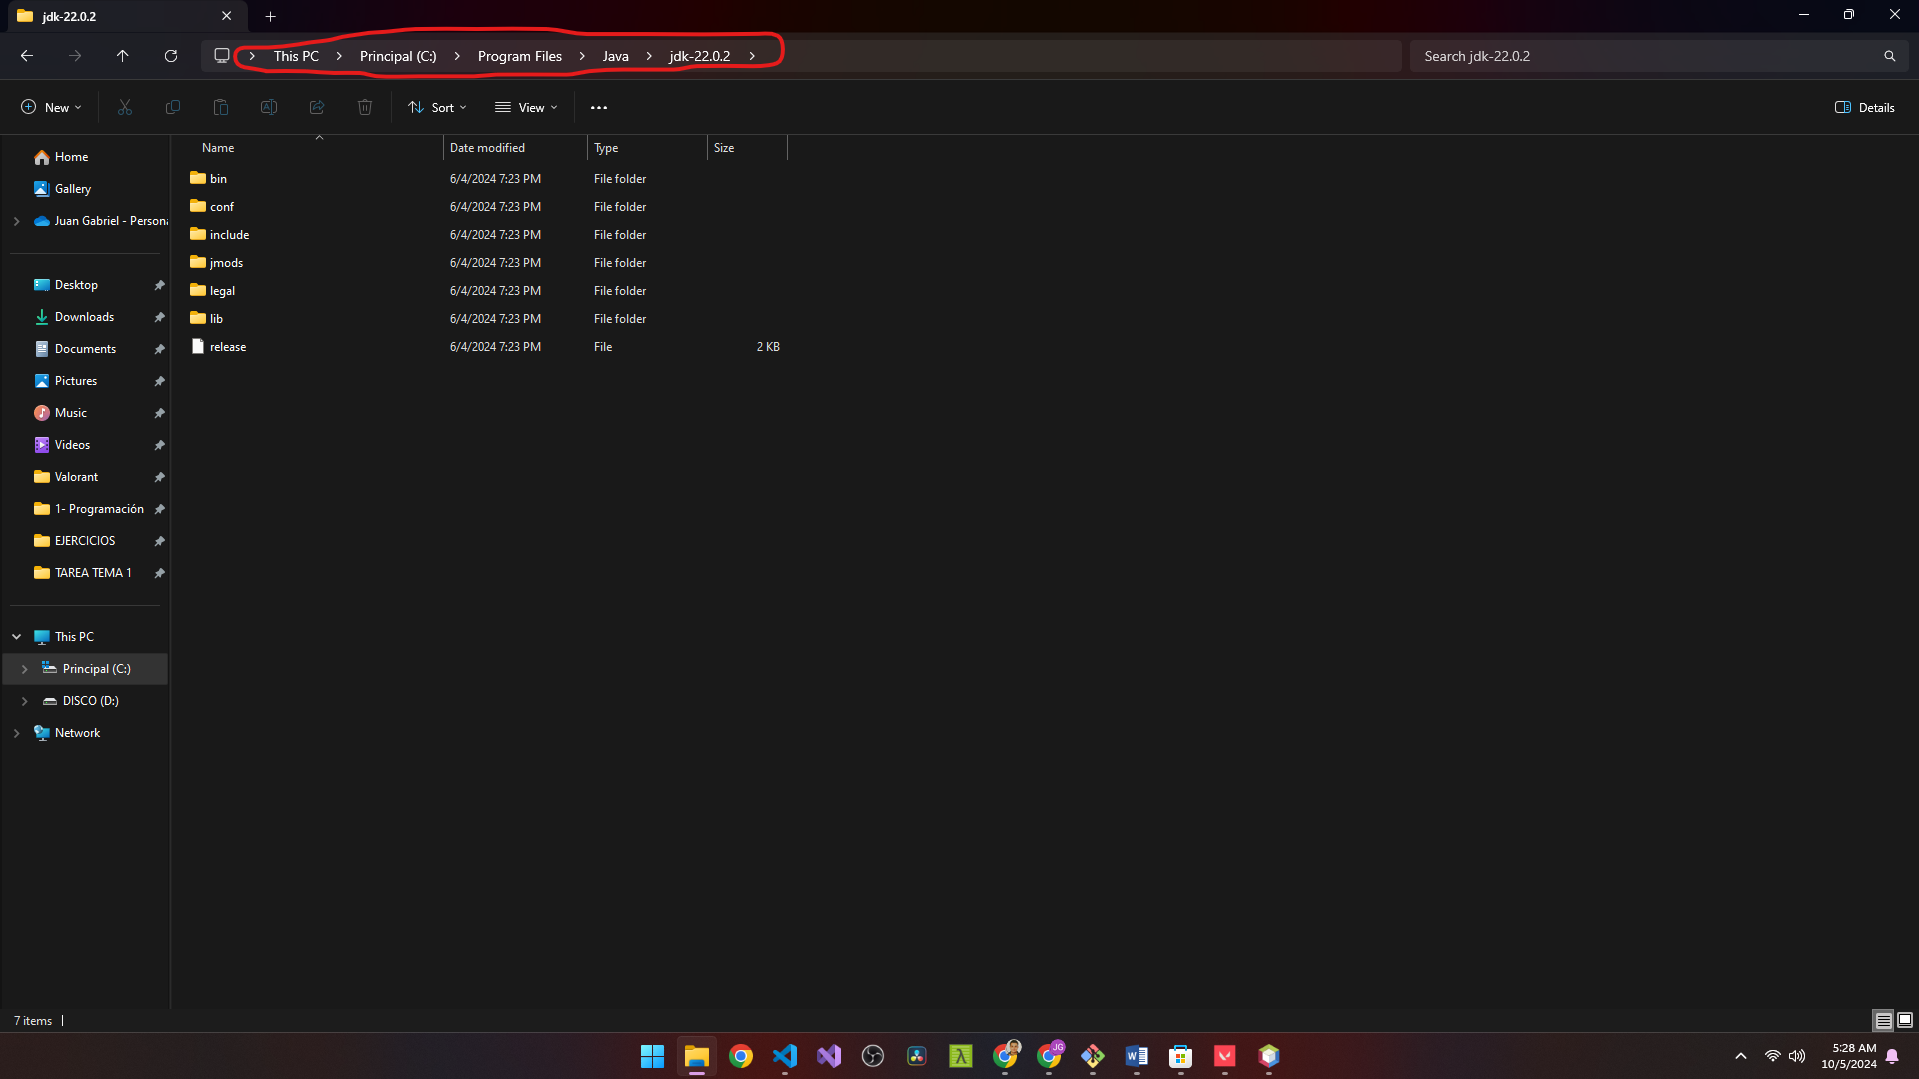 jdk-22.0.2
This PC > Principal (C:) > Program Files > Java > jdk-22.0.2 >
Search jdk-22.0.2
New
Sort
View
Details
Name Date modified Type Size
bin 6/4/2024 7:23 PM File folder
conf 6/4/2024 7:23 PM File folder
include 6/4/2024 7:23 PM File folder
jmods 6/4/2024 7:23 PM File folder
legal 6/4/2024 7:23 PM File folder
lib 6/4/2024 7:23 PM File folder
release 6/4/2024 7:23 PM File 2 KB
Home
Gallery
Juan Gabriel - Persona
Desktop
Downloads
Documents
Pictures
Music
Videos
Valorant
1- Programación
EJERCICIOS
TAREA TEMA 1
This PC
Principal (C:)
DISCO (D:)
Network
7 items
JG
5:28 AM
10/5/2024